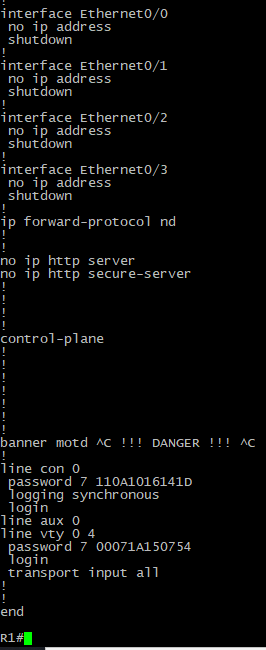 !
interface Ethernet0/0
 no ip address
 shutdown
!
interface Ethernet0/1
 no ip address
 shutdown
!
interface Ethernet0/2
 no ip address
 shutdown
!
interface Ethernet0/3
 no ip address
 shutdown
!
ip forward-protocol nd
!
!
no ip http server
no ip http secure-server
!
!
!
!
control-plane
!
!
!
!
!
!
!
banner motd ^C !!! DANGER !!! ^C
!
line con 0
 password 7 110A1016141D
 logging synchronous
 login
line aux 0
line vty 0 4
 password 7 00071A150754
 login
 transport input all
!
!
end
R1#